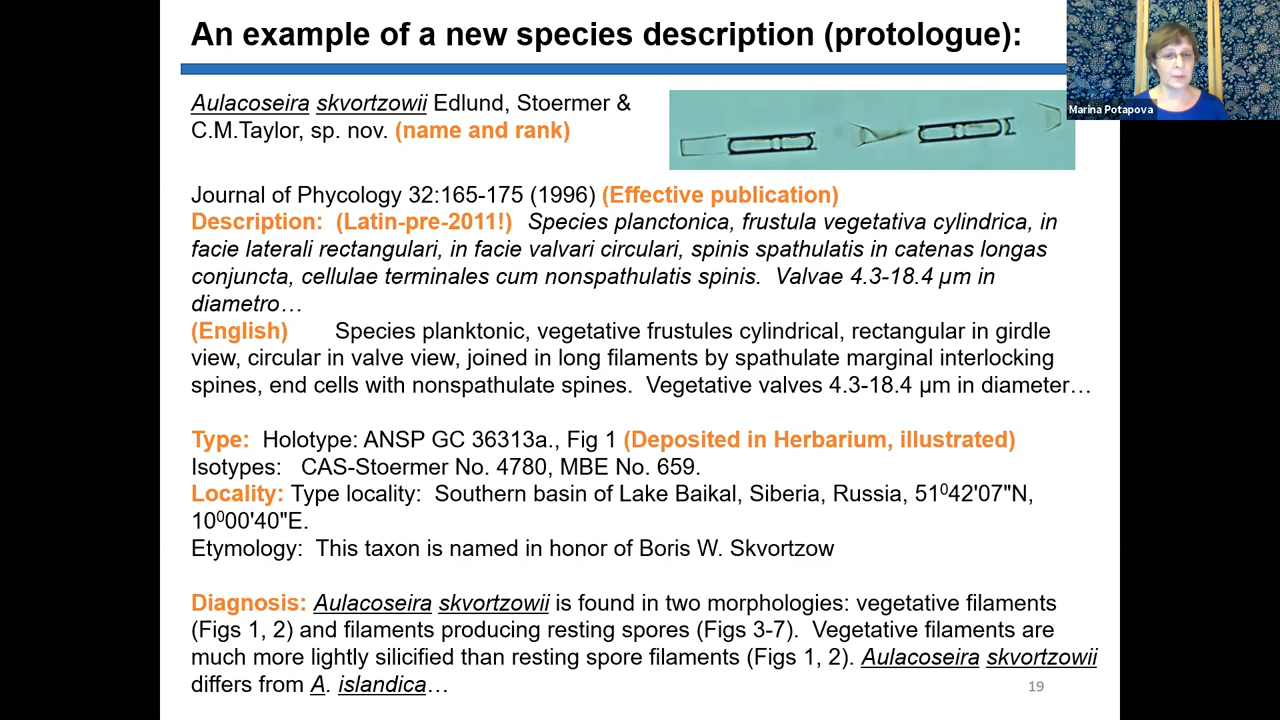 An example of a new species description (protologue):
Marina Potapova
Aulacoseira skvortzowii Edlund, Stoermer &
C.M.Taylor, sp. nov. (name and rank)
Journal of Phycology 32:165-175 (1996) (Effective publication)
Description: (Latin-pre-2011!) Species planctonica, frustula vegetativa cylindrica, in
facie laterali rectangulari, in facie valvari circulari, spinis spathulatis in catenas longas
conjuncta, cellulae terminales cum nonspathulatis spinis. Valvae 4.3-18.4 µm in
diametro…
(English) Species planktonic, vegetative frustules cylindrical, rectangular in girdle
view, circular in valve view, joined in long filaments by spathulate marginal interlocking
spines, end cells with nonspathulate spines. Vegetative valves 4.3-18.4 µm in diameter…
Type: Holotype: ANSP GC 36313a., Fig 1 (Deposited in Herbarium, illustrated)
Isotypes: CAS-Stoermer No. 4780, MBE No. 659.
Locality: Type locality: Southern basin of Lake Baikal, Siberia, Russia, 51⁰42'07"N,
10⁰00'40"E.
Etymology: This taxon is named in honor of Boris W. Skvortzow
Diagnosis: Aulacoseira skvortzowii is found in two morphologies: vegetative filaments
(Figs 1, 2) and filaments producing resting spores (Figs 3-7). Vegetative filaments are
much more lightly silicified than resting spore filaments (Figs 1, 2). Aulacoseira skvortzowii
differs from A. islandica…
19